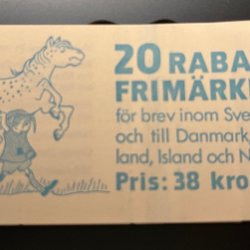 20 RABA
FRIMÄRK
för brev inom Sve
och till Danmark,
land, Island och N
Pris: 38 kro